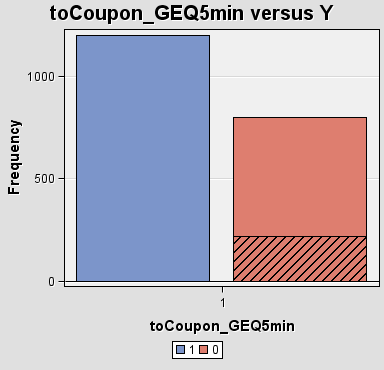 toCoupon_GEQ5min versus Y
Frequency
1000
500
0
1
toCoupon_GEQ5min
1 0